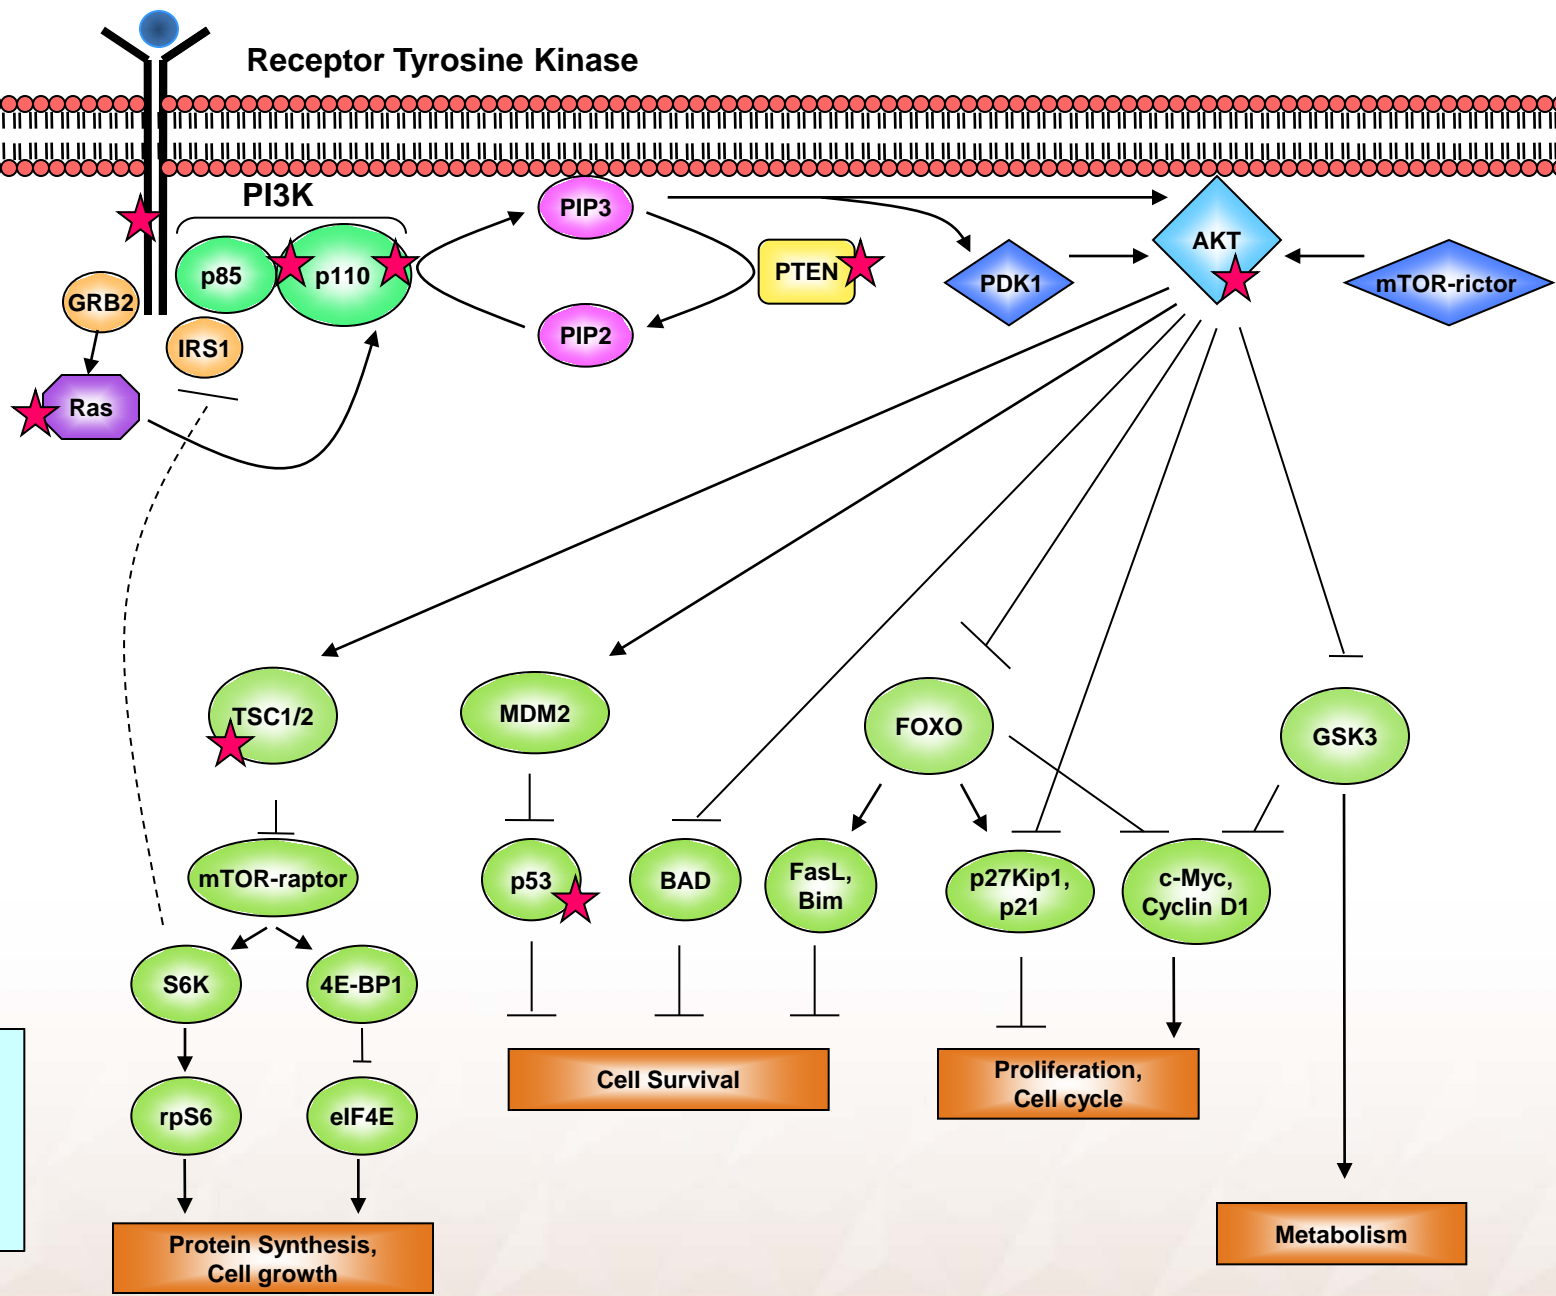 Receptor Tyrosine Kinase
PI3K
PIP3
AKT
p85
p110
PTEN
PDK1
mTOR-rictor
GRB2
PIP2
IRS1
Ras
TSC1/2
MDM2
FOXO
GSK3
mTOR-raptor
p53
BAD
FasL,
Bim
p27Kip1,
p21
c-Myc,
Cyclin D1
S6K
4E-BP1
Cell Survival
Proliferation,
Cell cycle
rpS6
eIF4E
Protein Synthesis,
Cell growth
Metabolism